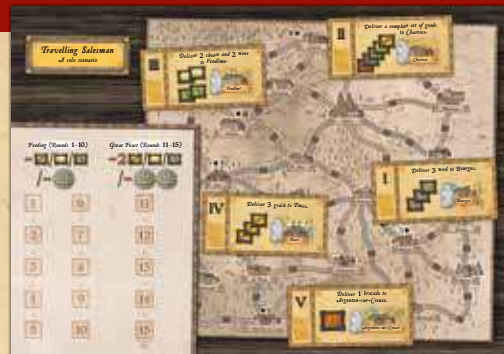 Travelling Salesman
A solo scenario
II
Deliver a complete set of goods
to Chartres.
Chartres
III
Deliver 2 cheese and 2 wine
to Vendôme.
Vendôme
Feeding (Rounds 1-10)
Great Feast (Rounds 11-15)
-2
/-
/-
1
6
11
2
7
12
3
8
13
4
9
14
5
10
15
I
Deliver 3 wool to Bourges.
Bourges
IV
Deliver 3 grain to Tours.
Tours
V
Deliver 1 brocade to
Argenton-sur-Creuse.
Argenton-sur-Creuse